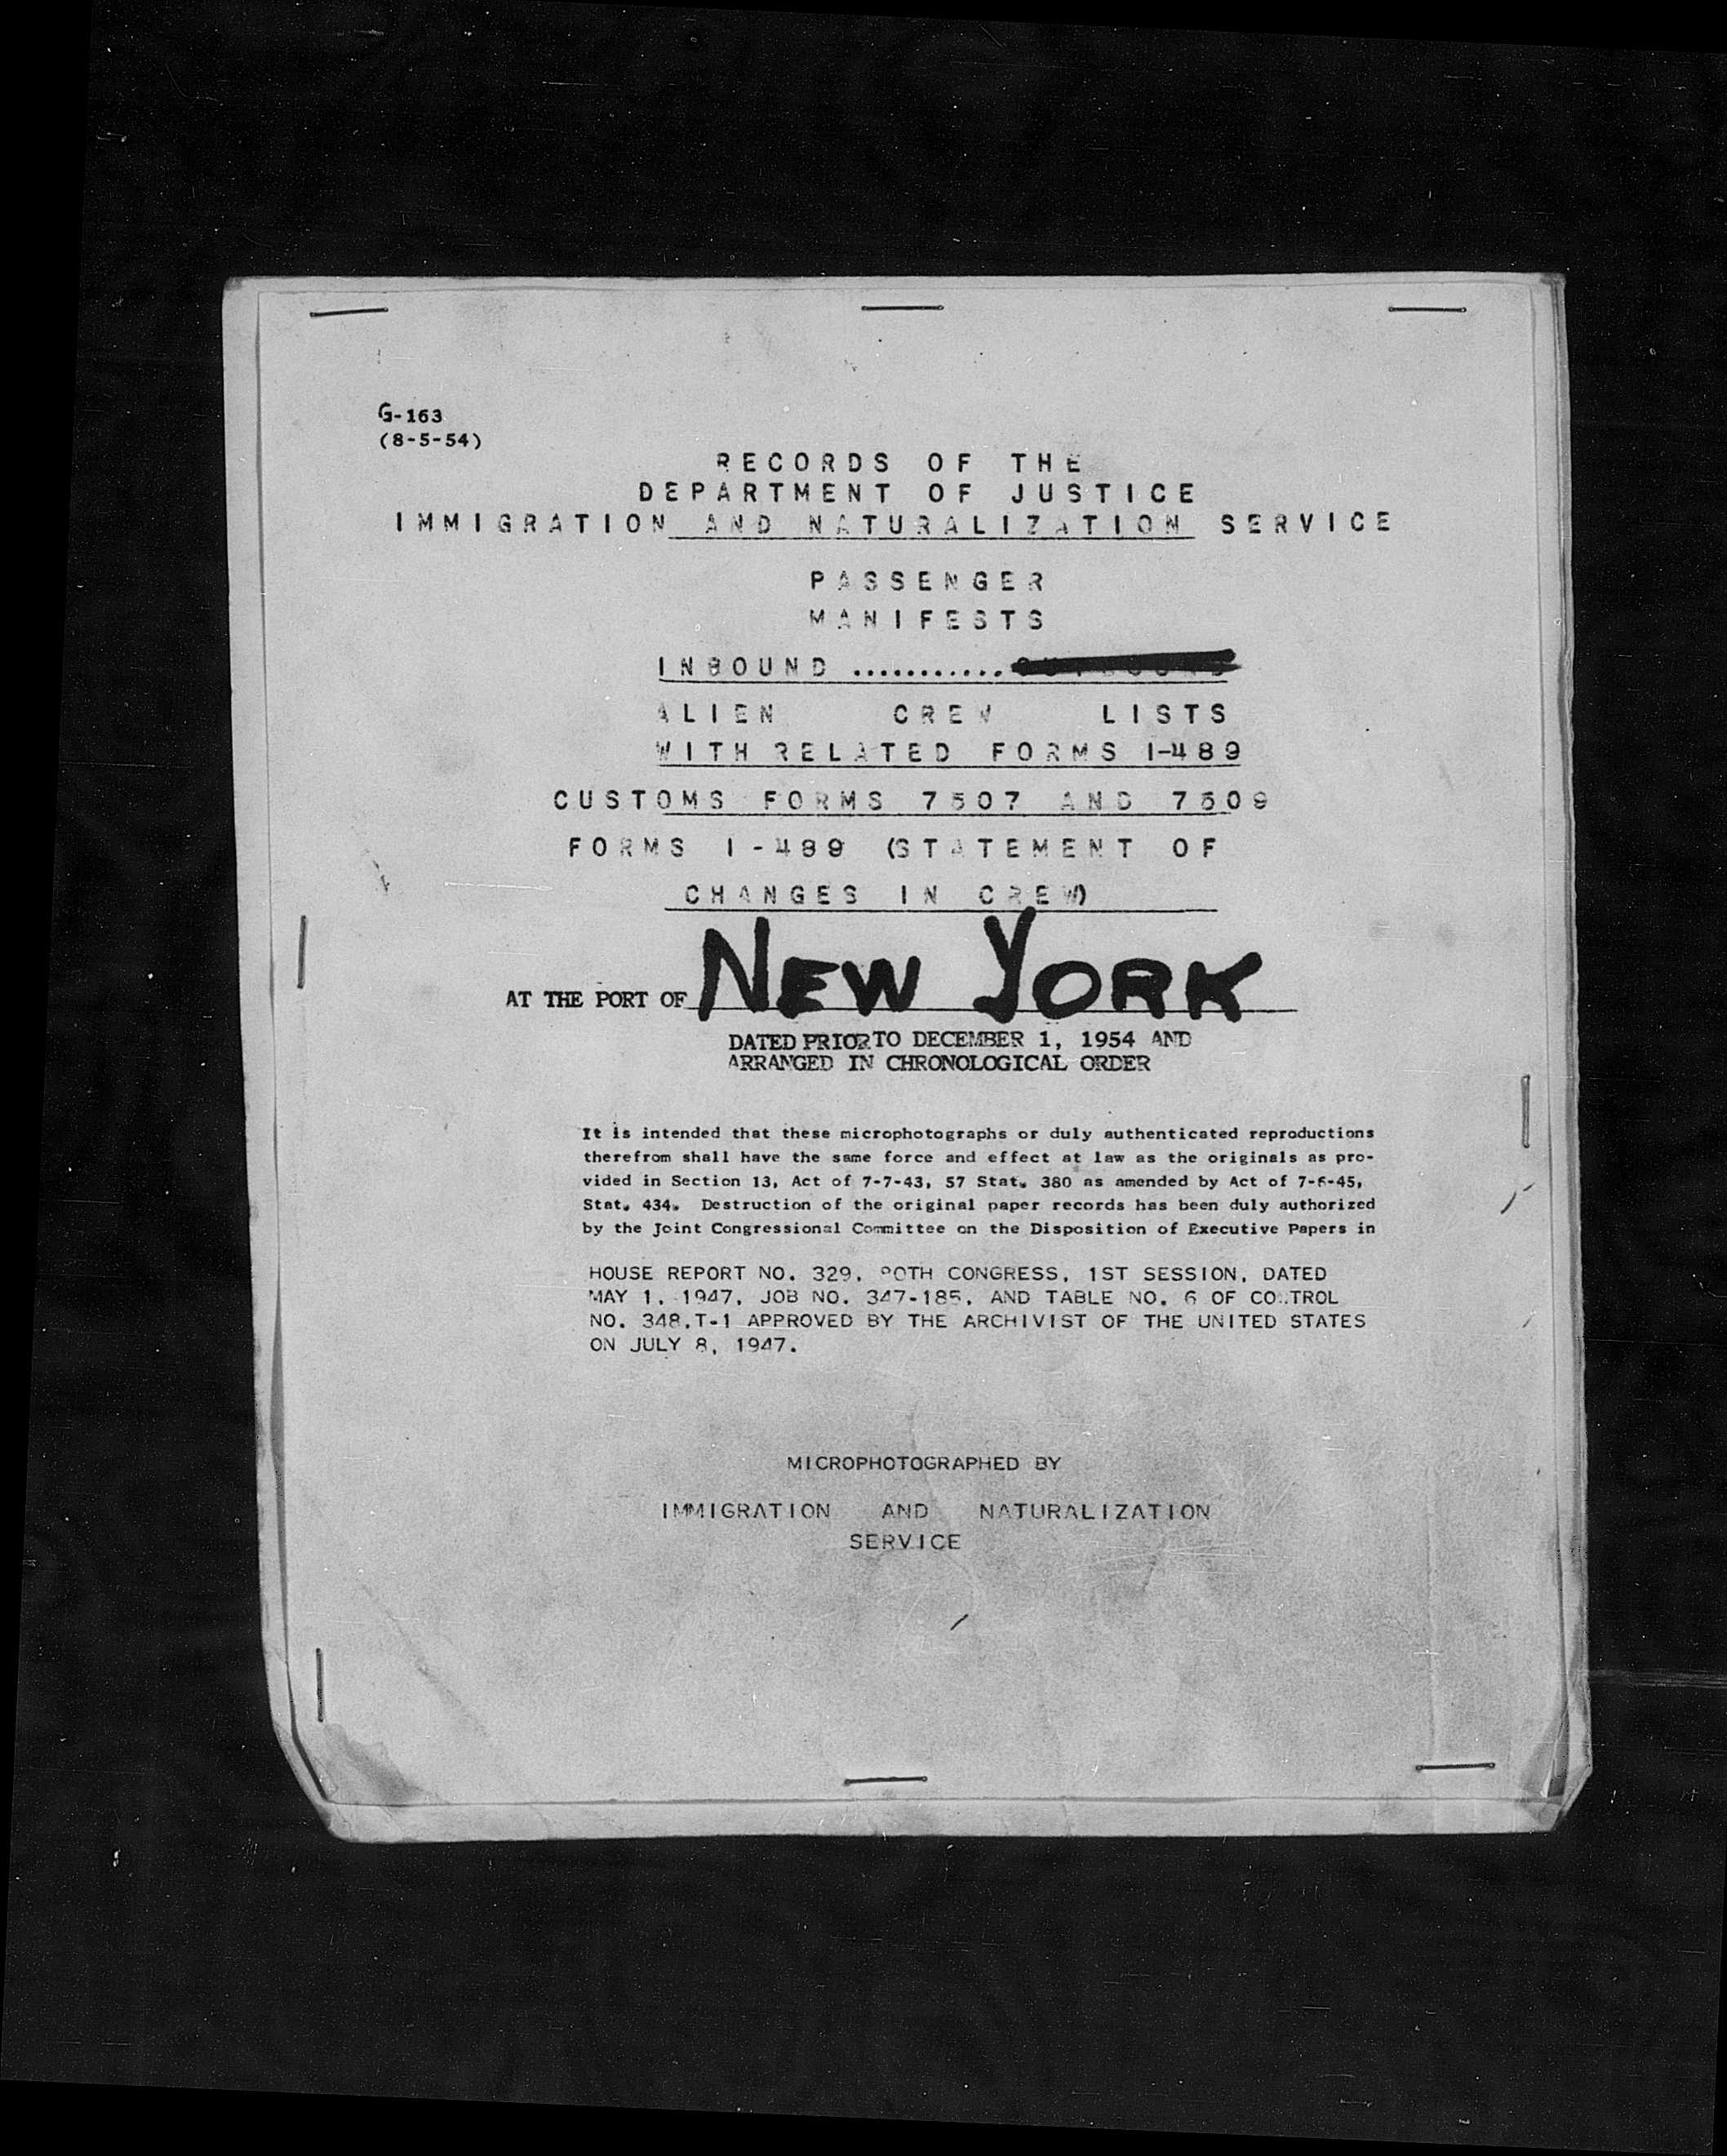 G-163
(8-5-54)
RECORDS OF THE
DEPARTMENT OF JUSTICE
IMMIGRATION AND NATURALIZATION SERVICE
PASSENGER
MANIFESTS
INBOUND ...........
ALIEN CREW LISTS
WITH RELATED FORMS I-489
CUSTOMS FORMS 7507 AND 7509
FORMS I-489 (STATEMENT OF
CHANGES IN CREW)
AT THE PORT OF NEW YORK
DATED PRIOR TO DECEMBER 1, 1954 AND
ARRANGED IN CHRONOLOGICAL ORDER
It is intended that these microphotographs or duly authenticated reproductions
therefrom shall have the same force and effect at law as the originals as pro-
vided in Section 13, Act of 7-7-43, 57 Stat. 380 as amended by Act of 7-6-45,
Stat. 434. Destruction of the original paper records has been duly authorized
by the Joint Congressional Committee on the Disposition of Executive Papers in
HOUSE REPORT NO. 329, 80TH CONGRESS, 1ST SESSION, DATED
MAY 1, 1947, JOB NO. 347-185, AND TABLE NO. 6 OF CONTROL
NO. 348,T-1 APPROVED BY THE ARCHIVIST OF THE UNITED STATES
ON JULY 8, 1947.
MICROPHOTOGRAPHED BY
IMMIGRATION AND NATURALIZATION
SERVICE